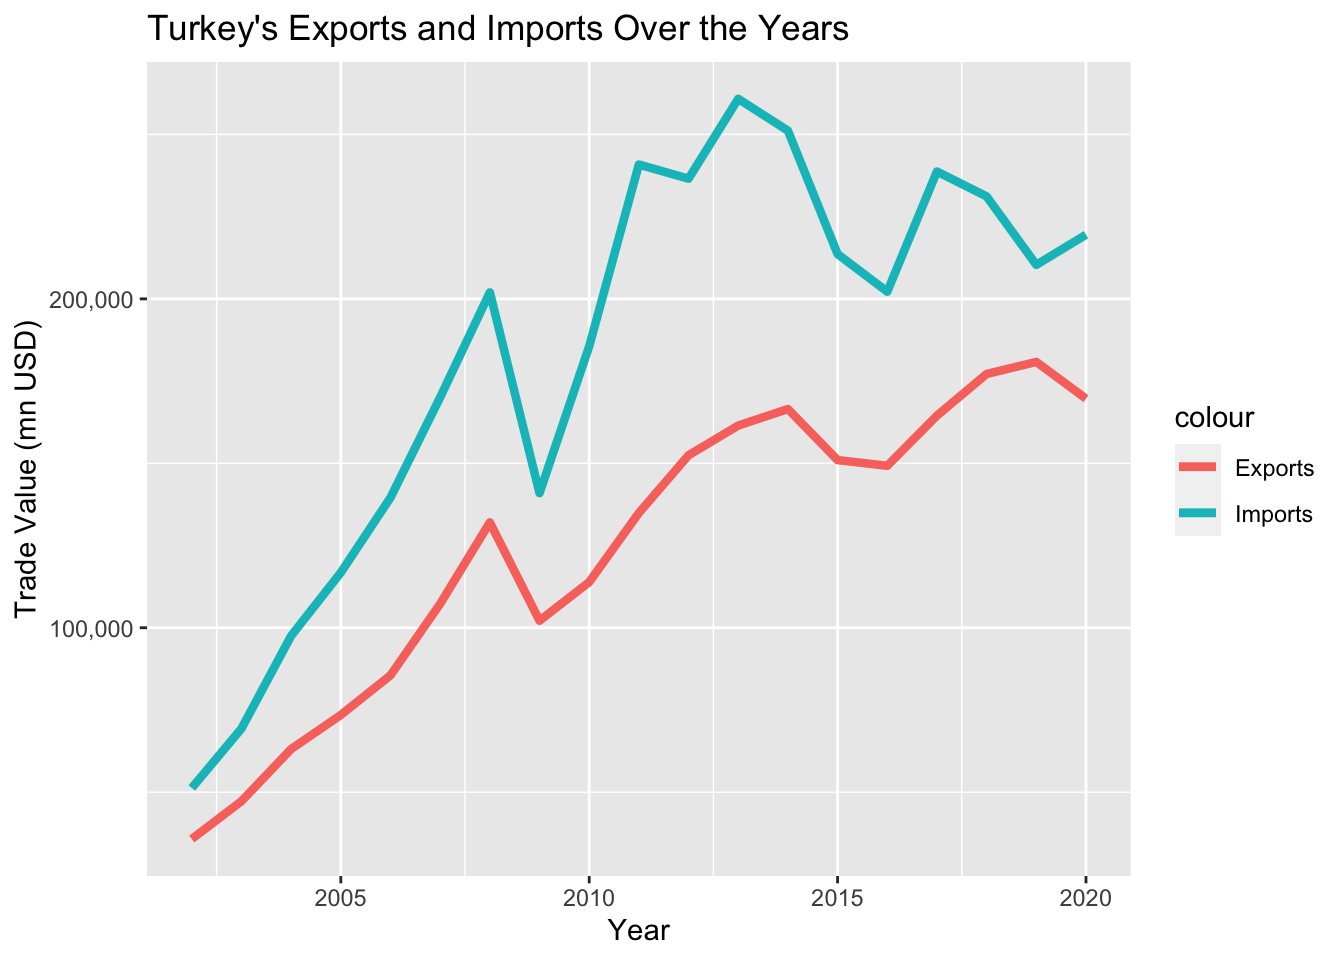 Turkey's Exports and Imports Over the Years
Trade Value (mn USD)
200,000
100,000
2005
2010
2015
2020
Year
colour
Exports
Imports